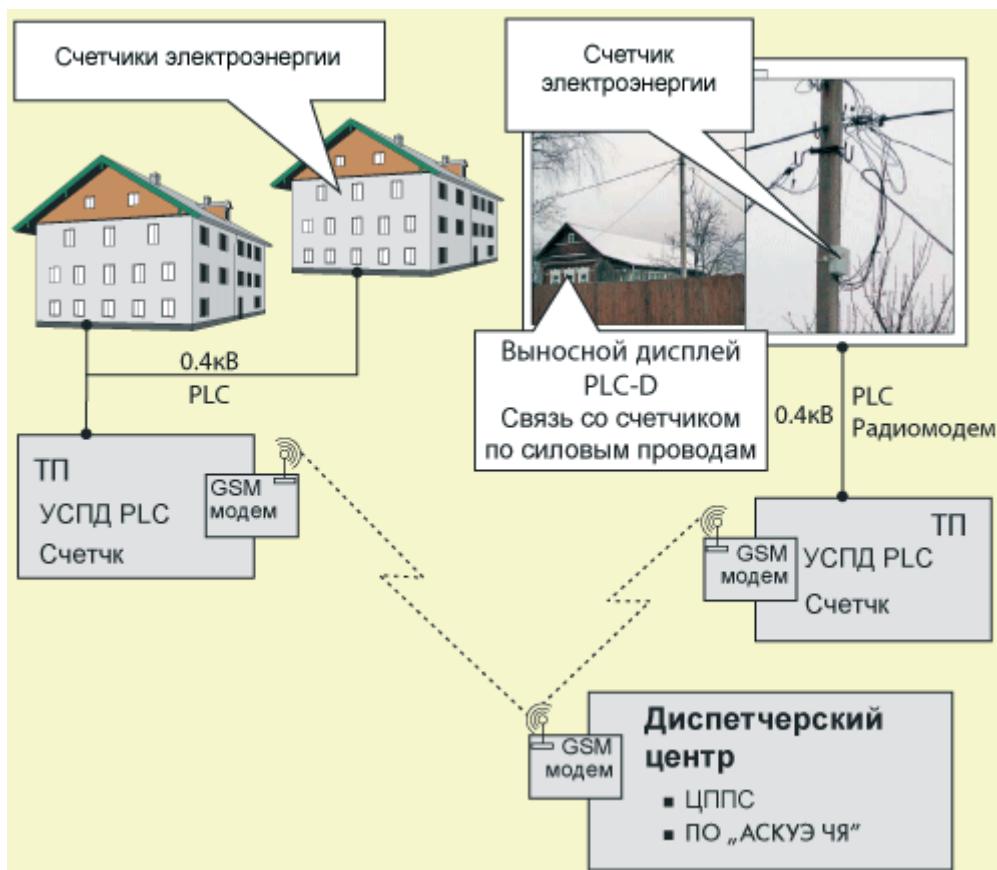 Счетчики электроэнергии
Счетчик
электроэнергии
Выносной дисплей
PLC-D
Связь со счетчиком
по силовым проводам
0.4кВ
PLC
0.4кВ
PLC
Радиомодем
ТП
УСПД PLC
Счетчк
GSM
модем
ТП
УСПД PLC
Счетчк
GSM
модем
GSM
модем
Диспетчерский
центр
▪ ЦППС
▪ ПО „АСКУЭ ЧЯ"